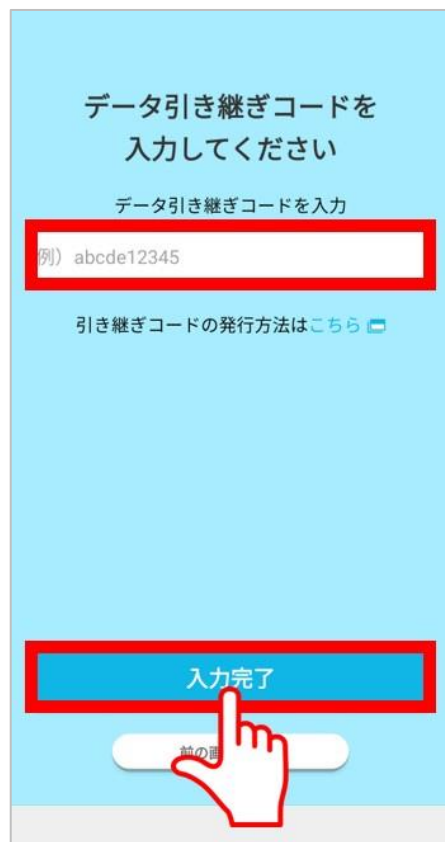 データ引き継ぎコードを
入力してください
データ引き継ぎコードを入力
例）abcde12345
引き継ぎコードの発行方法はこちら
入力完了
前の